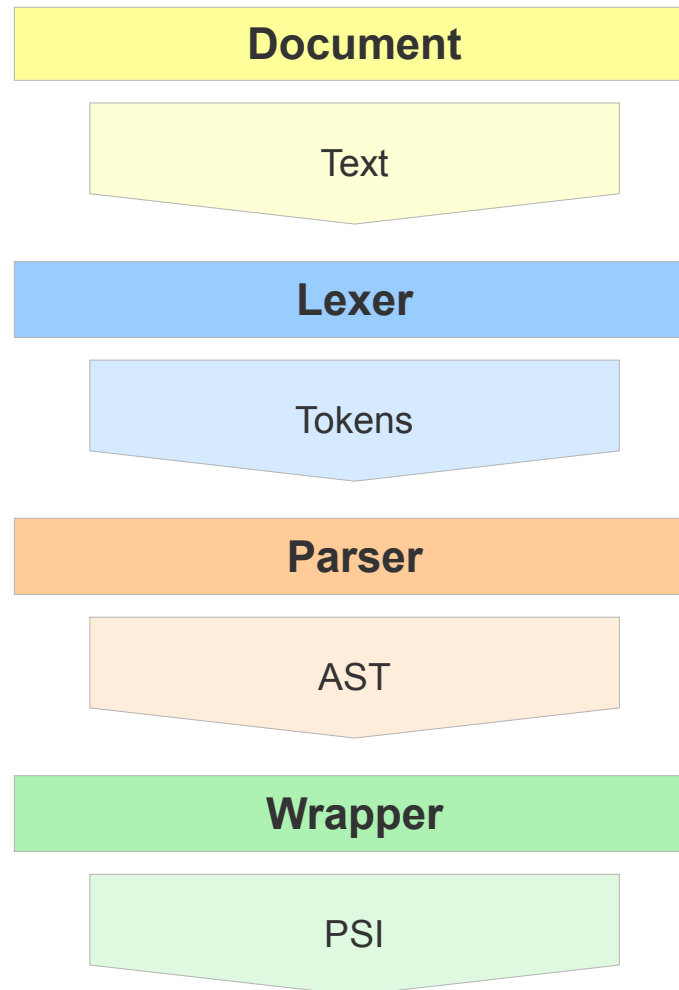 Document
Text
Lexer
Tokens
Parser
AST
Wrapper
PSI